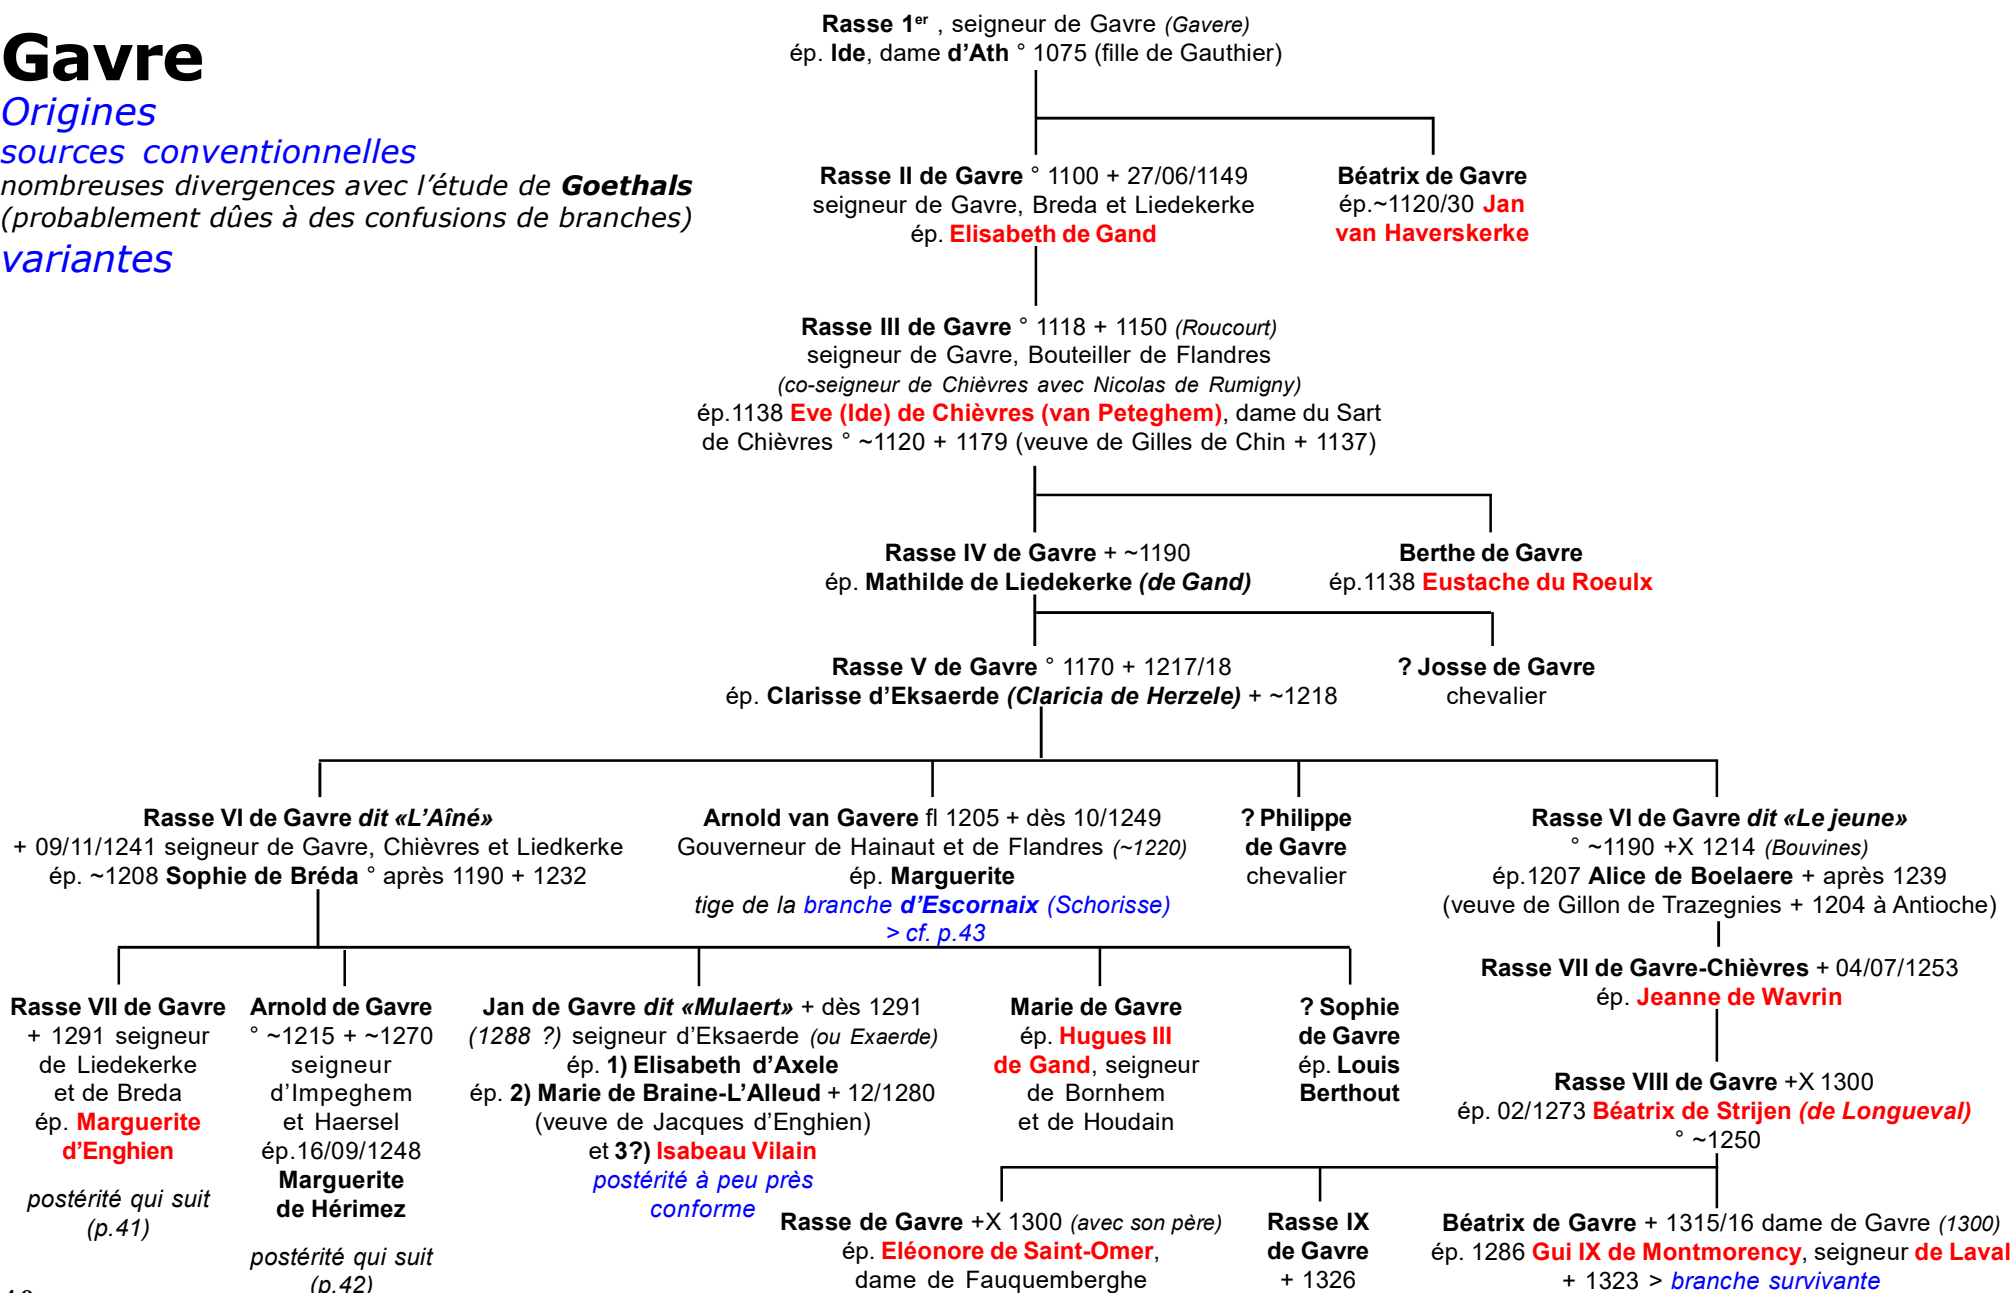 Gavre
Origines
sources conventionnelles
nombreuses divergences avec l'étude de Goethals
(probablement dûes à des confusions de branches)
variantes
Rasse 1er , seigneur de Gavre (Gavere)
ép. Ide, dame d'Ath ° 1075 (fille de Gauthier)
Rasse II de Gavre ° 1100 + 27/06/1149
seigneur de Gavre, Breda et Liedekerke
ép. Elisabeth de Gand
Béatrix de Gavre
ép.~1120/30 Jan
van Haverskerke
Rasse III de Gavre ° 1118 + 1150 (Roucourt)
seigneur de Gavre, Bouteiller de Flandres
(co-seigneur de Chièvres avec Nicolas de Rumigny)
ép.1138 Eve (Ide) de Chièvres (van Peteghem), dame du Sart
de Chièvres ° ~1120 + 1179 (veuve de Gilles de Chin + 1137)
Rasse IV de Gavre + ~1190
ép. Mathilde de Liedekerke (de Gand)
Berthe de Gavre
ép.1138 Eustache du Roeulx
Rasse V de Gavre ° 1170 + 1217/18
ép. Clarisse d'Eksaerde (Claricia de Herzele) + ~1218
? Josse de Gavre
chevalier
Rasse VI de Gavre dit «L'Aîné»
+ 09/11/1241 seigneur de Gavre, Chièvres et Liedkerke
ép. ~1208 Sophie de Bréda ° après 1190 + 1232
Arnold van Gavere fl 1205 + dès 10/1249
Gouverneur de Hainaut et de Flandres (~1220)
ép. Marguerite
tige de la branche d'Escornaix (Schorisse)
> cf. p.43
? Philippe
de Gavre
chevalier
Rasse VI de Gavre dit «Le jeune»
° ~1190 +X 1214 (Bouvines)
ép.1207 Alice de Boelaere + après 1239
(veuve de Gillon de Trazegnies + 1204 à Antioche)
Rasse VII de Gavre
+ 1291 seigneur
de Liedekerke
et de Breda
ép. Marguerite
d'Enghien
postérité qui suit
(p.41)
Arnold de Gavre
° ~1215 + ~1270
seigneur
d'Impeghem
et Haersel
ép.16/09/1248
Marguerite
de Hérimez
postérité qui suit
(p.42)
Jan de Gavre dit «Mulaert» + dès 1291
(1288 ?) seigneur d'Eksaerde (ou Exaerde)
ép. 1) Elisabeth d'Axele
ép. 2) Marie de Braine-L'Alleud + 12/1280
(veuve de Jacques d'Enghien)
et 3?) Isabeau Vilain
postérité à peu près
conforme
Marie de Gavre
ép. Hugues III
de Gand, seigneur
de Bornhem
et de Houdain
? Sophie
de Gavre
ép. Louis
Berthout
Rasse VII de Gavre-Chièvres + 04/07/1253
ép. Jeanne de Wavrin
Rasse VIII de Gavre +X 1300
ép. 02/1273 Béatrix de Strijen (de Longueval)
° ~1250
Rasse de Gavre +X 1300 (avec son père)
ép. Eléonore de Saint-Omer,
dame de Fauquemberghe
Rasse IX
de Gavre
+ 1326
Béatrix de Gavre + 1315/16 dame de Gavre (1300)
ép. 1286 Gui IX de Montmorency, seigneur de Laval
+ 1323 > branche survivante